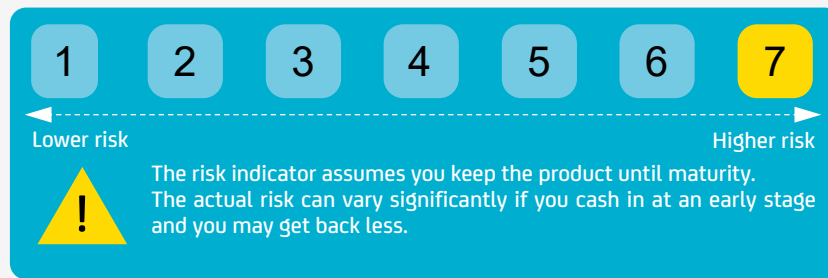 1 2 3 4 5 6 7
Lower risk Higher risk
!
The risk indicator assumes you keep the product until maturity.
The actual risk can vary significantly if you cash in at an early stage
and you may get back less.